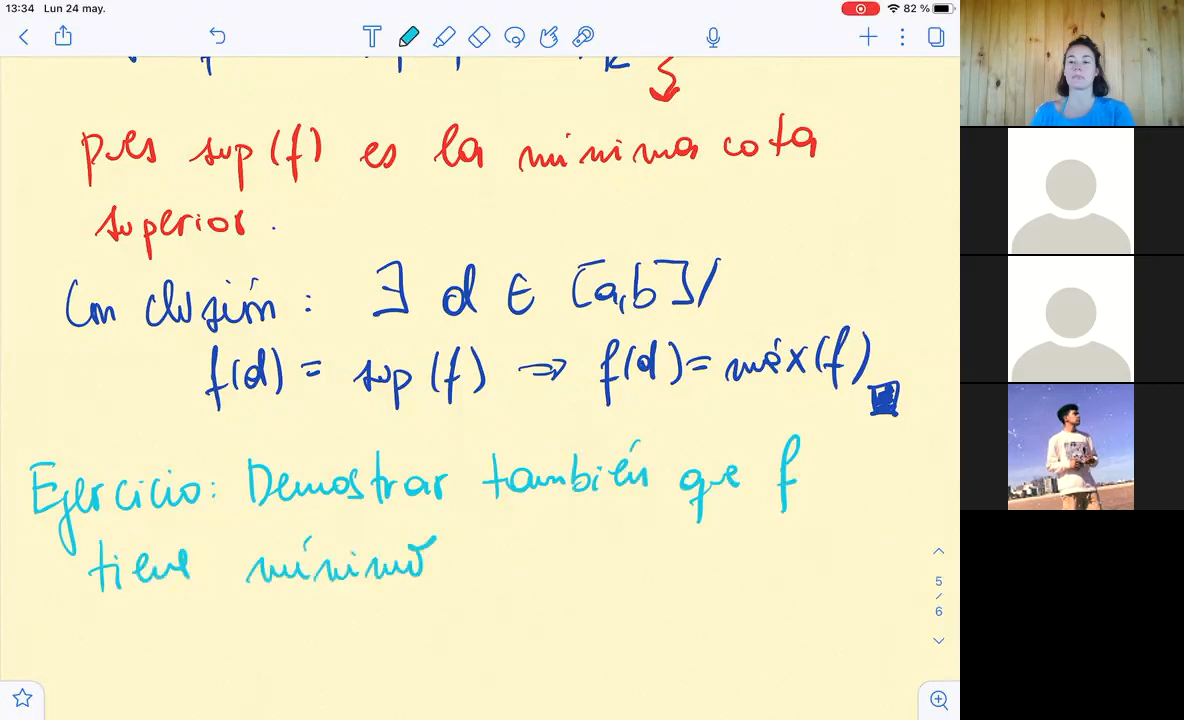 13:34 Lun 24 may.
82 %
pues sup(f) es la mínima cota
superior.
Conclusión: ∃ d ∈ [a,b] /
f(d) = sup(f) ⇒ f(d) = máx(f)
Ejercicio: Demostrar también que f
tiene mínimo
5
/
6